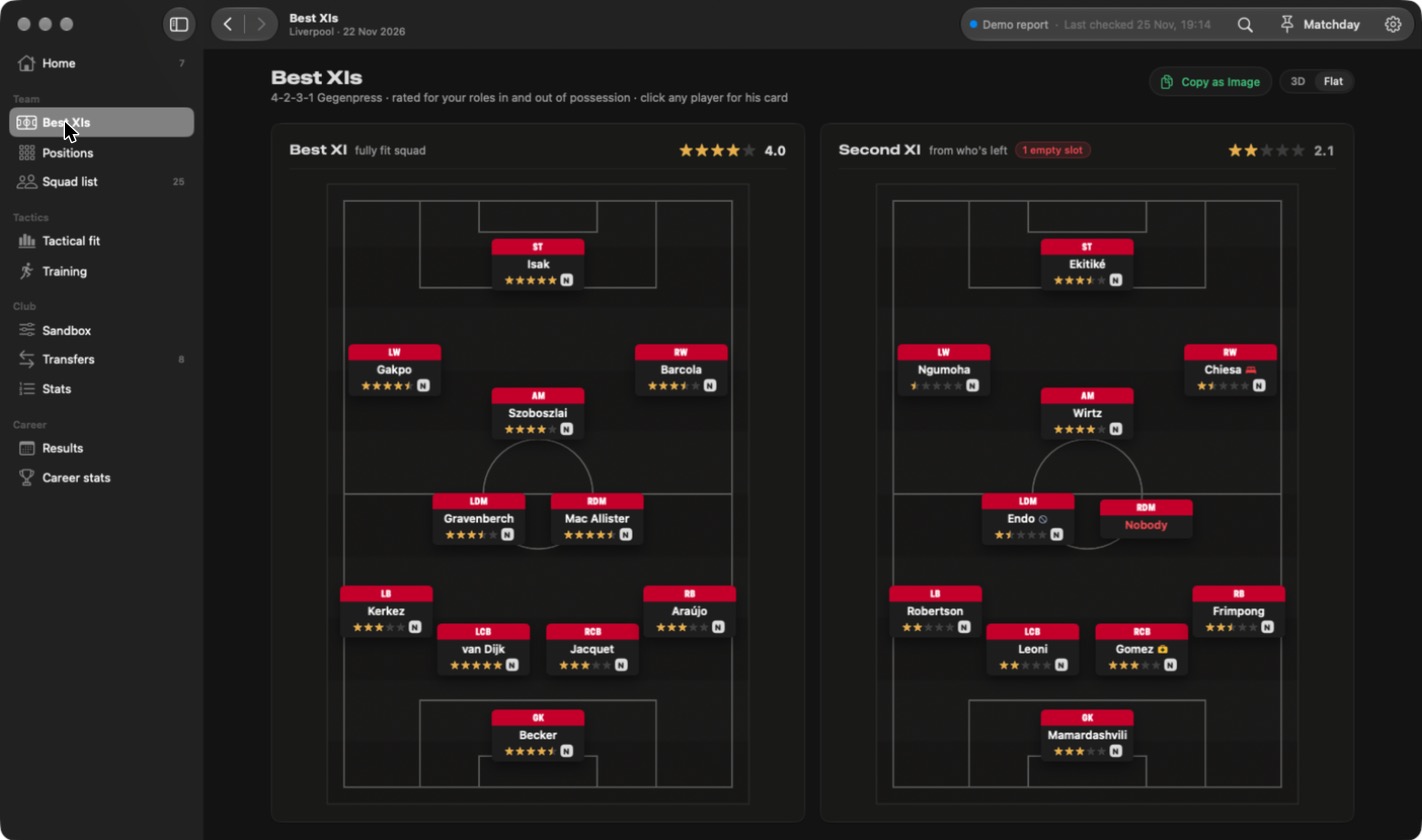 Best XIs
Liverpool · 22 Nov 2026
Demo report · Last checked 25 Nov, 19:14
Matchday
Home 7
Team
Best XIs
Positions
Squad list 25
Tactics
Tactical fit
Training
Club
Sandbox
Transfers 8
Stats
Career
Results
Career stats
Best XIs
4-2-3-1 Gegenpress · rated for your roles in and out of possession · click any player for his card
Copy as Image
3D Flat
Best XI fully fit squad 4.0
ST
Isak
N
LW
Gakpo
N
RW
Barcola
N
AM
Szoboszlai
N
LDM
Gravenberch
N
RDM
Mac Allister
N
LB
Kerkez
N
RB
Araújo
N
LCB
van Dijk
N
RCB
Jacquet
N
GK
Becker
N
Second XI from who's left 1 empty slot 2.1
ST
Ekitiké
N
LW
Ngumoha
N
RW
Chiesa
N
AM
Wirtz
N
LDM
Endo
N
RDM
Nobody
LB
Robertson
N
RB
Frimpong
N
LCB
Leoni
N
RCB
Gomez
N
GK
Mamardashvili
N